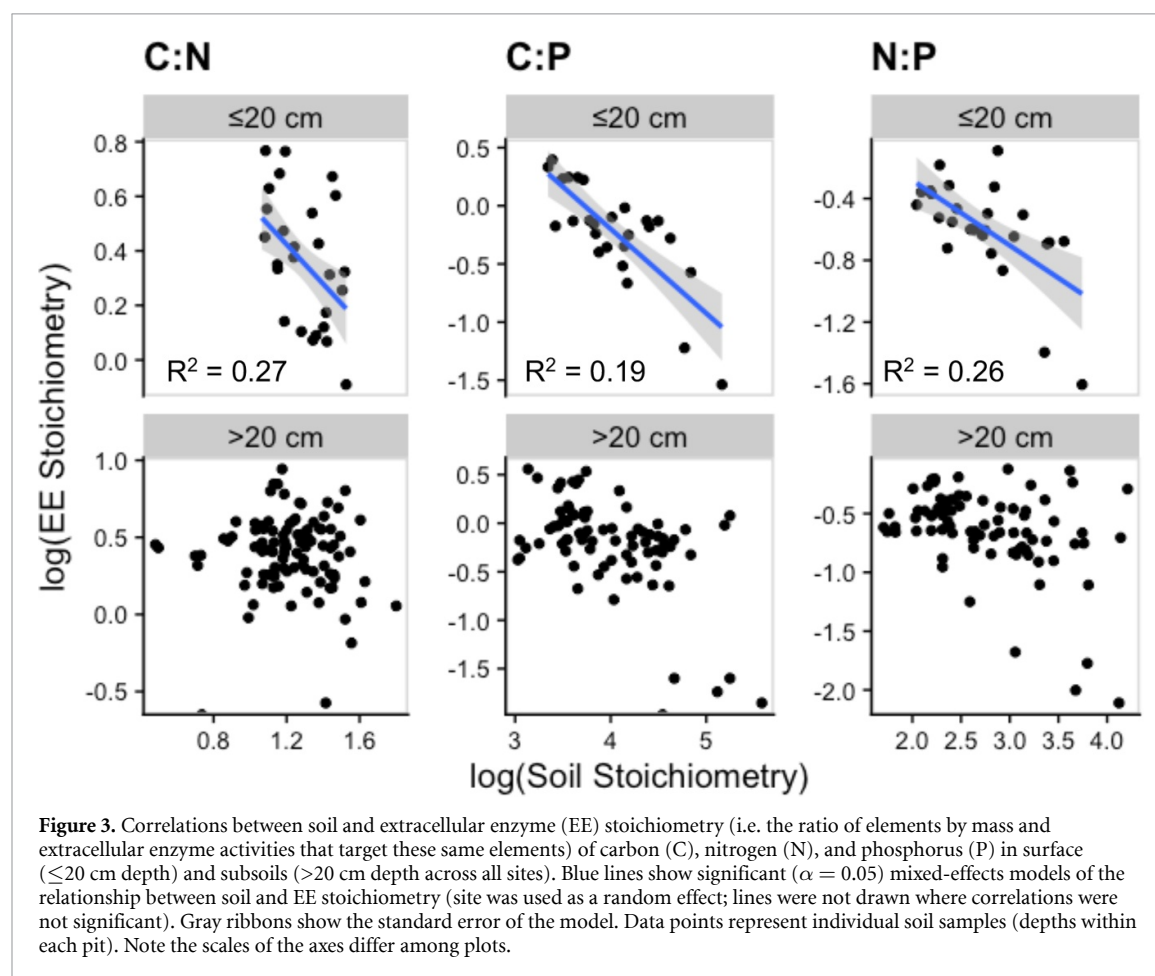 C:N C:P N:P
≤20 cm ≤20 cm ≤20 cm
0.8
0.6
0.4
0.2
0.0
R² = 0.27
0.5
0.0
-0.5
-1.0
-1.5
R² = 0.19
-0.4
-0.8
-1.2
-1.6
R² = 0.26
log(EE Stoichiometry)
>20 cm >20 cm >20 cm
1.0
0.5
0.0
-0.5
0.8 1.2 1.6
0.5
0.0
-0.5
-1.0
-1.5
3 4 5
-0.5
-1.0
-1.5
-2.0
2.0 2.5 3.0 3.5 4.0
log(Soil Stoichiometry)
Figure 3. Correlations between soil and extracellular enzyme (EE) stoichiometry (i.e. the ratio of elements by mass and
extracellular enzyme activities that target these same elements) of carbon (C), nitrogen (N), and phosphorus (P) in surface
(≤20 cm depth) and subsoils (>20 cm depth across all sites). Blue lines show significant (α = 0.05) mixed-effects models of the
relationship between soil and EE stoichiometry (site was used as a random effect; lines were not drawn where correlations were
not significant). Gray ribbons show the standard error of the model. Data points represent individual soil samples (depths within
each pit). Note the scales of the axes differ among plots.